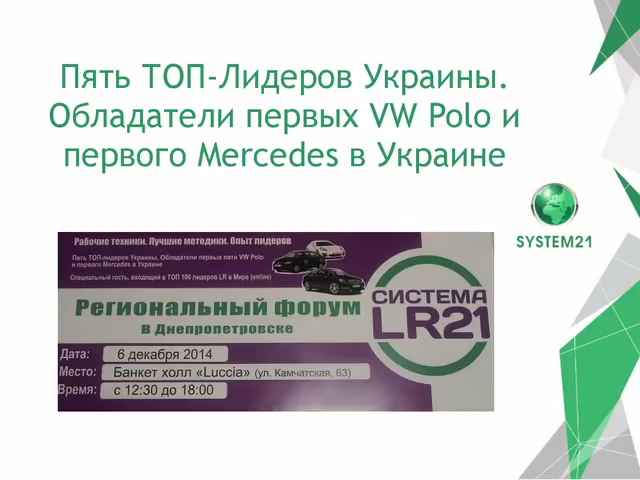 Пять ТОП-Лидеров Украины.
Обладатели первых VW Polo и
первого Mercedes в Украине
SYSTEM21
Рабочие техники. Лучшие методики. Опыт лидеров
Пять ТОП-лидеров Украины, Обладатели первых пяти VW Polo
и первого Mercedes в Украине
Специальный гость, входящий в ТОП 100 лидеров LR в Мире (online)
Региональный форум
в Днепропетровске
СИСТЕМА
LR21
Дата: 6 декабря 2014
Место: Банкет холл «Luccia» (ул. Камчатская, 63)
Время: с 12:30 до 18:00